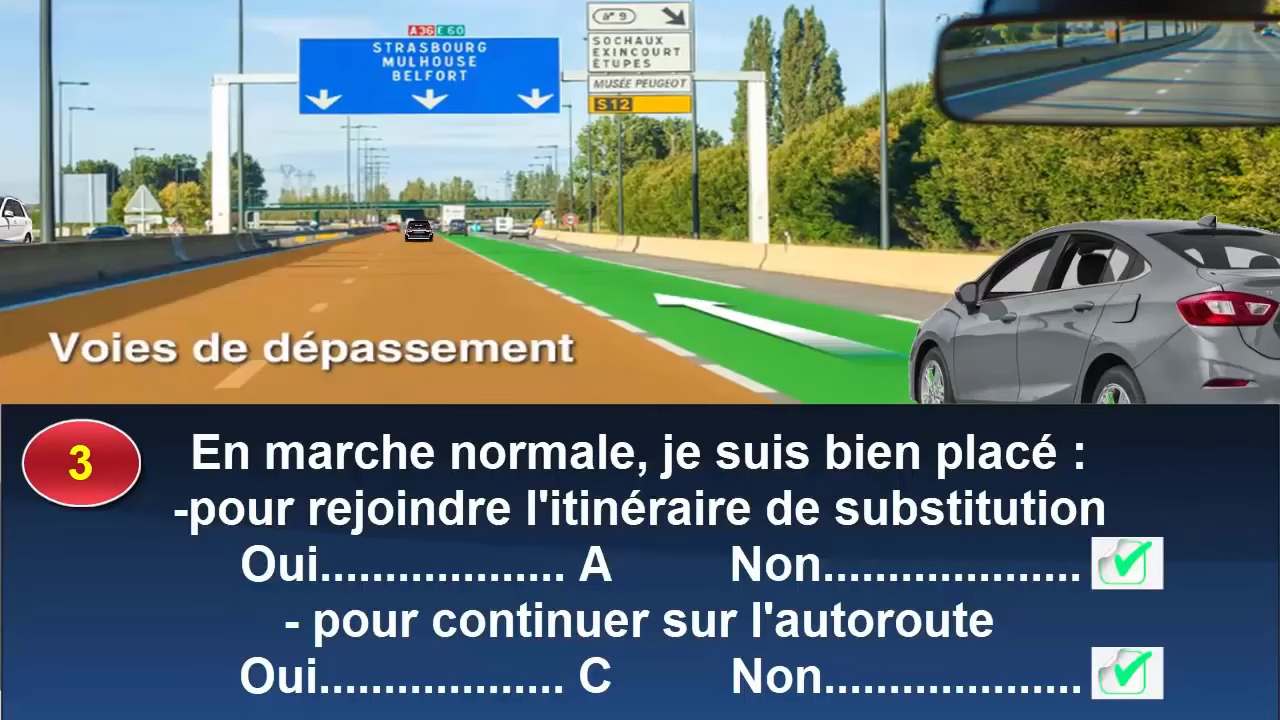 A36 E60
STRASBOURG
MULHOUSE
BELFORT
n° 9
SOCHAUX
EXINCOURT
ÉTUPES
MUSÉE PEUGEOT
S12
Voies de dépassement
3
En marche normale, je suis bien placé :
-pour rejoindre l'itinéraire de substitution
Oui................... A Non....................
- pour continuer sur l'autoroute
Oui................... C Non....................